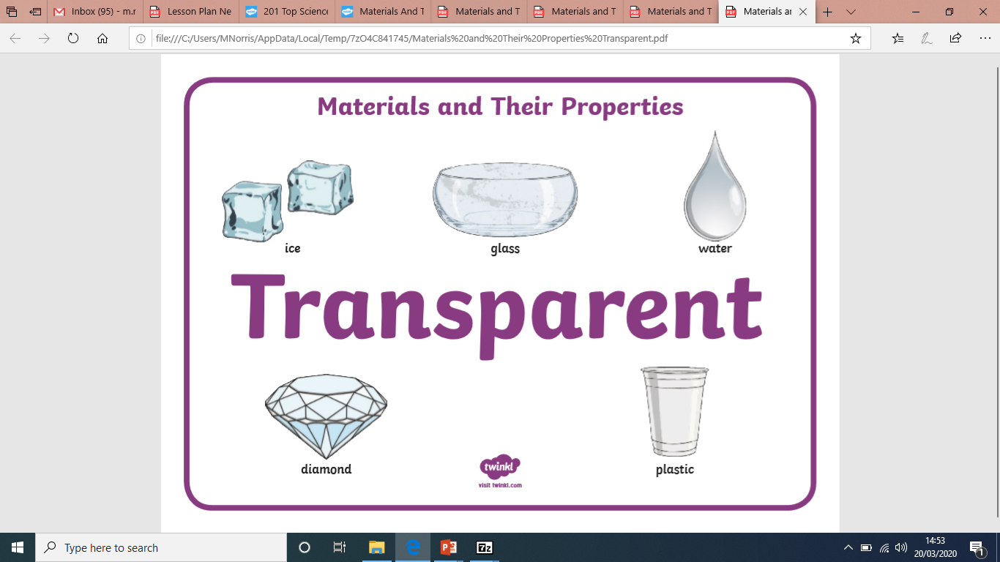 Inbox (95) - m.r
Lesson Plan Ne
201 Top Science
Materials And T
Materials and T
Materials and T
Materials and T
Materials ar
file:///C:/Users/MNorris/AppData/Local/Temp/7zO4C841745/Materials%20and%20Their%20Properties%20Transparent.pdf
Materials and Their Properties
ice
glass
water
Transparent
diamond
plastic
twinkl
visit twinkl.com
Type here to search
14:53
20/03/2020